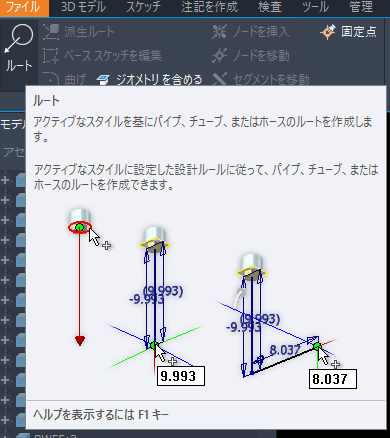 ファイル 3D モデル スケッチ 注記を作成 検査 ツール 管理
派生ルート ノードを挿入 固定点
ベース スケッチを編集 ノードを移動
ルート 曲げ ジオメトリを含める セグメントを移動
ルート
アクティブなスタイルを基にパイプ、チューブ、またはホースのルートを作成します。
アクティブなスタイルに設定した設計ルールに従って、パイプ、チューブ、またはホースのルートを作成できます。
(9.993)
-9.993
9.993
(9.993)
-9.993
8.037
8.037
ヘルプを表示するには F1 キー